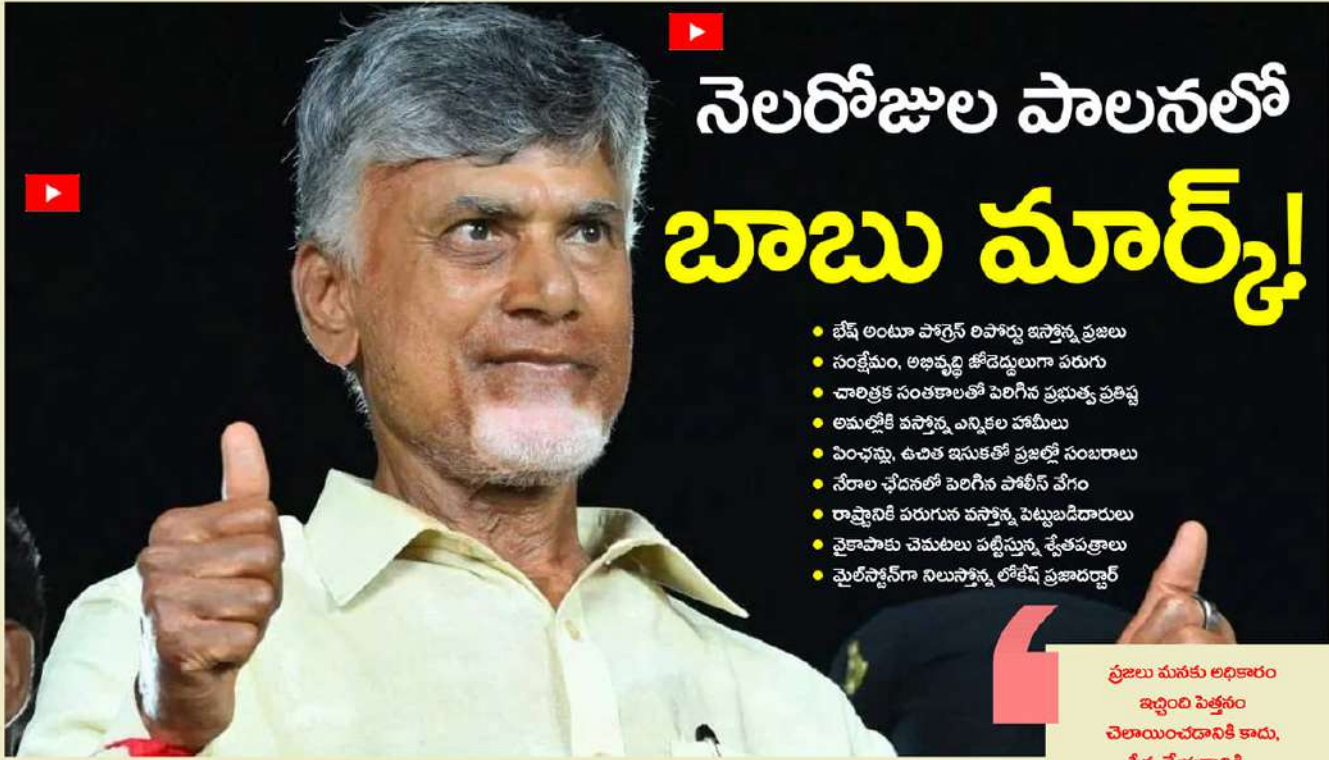 నెలరోజుల పాలనలో
బాబు మార్క్!
భేష్ అంటూ పోగ్రెస్ రిపోర్టు ఇస్తోన్న ప్రజలు
సంక్షేమం, అభివృద్ధి జోడెద్దులుగా పరుగు
చారిత్రక సంతకాలతో పెరిగిన ప్రభుత్వ ప్రతిష్ట
అమల్లోకి వస్తోన్న ఎన్నికల హామీలు
పింఛన్లు, ఉచిత ఇసుకతో ప్రజల్లో సంబరాలు
నేరాల ఛేదనలో పెరిగిన పోలీస్ వేగం
రాష్ట్రానికి పరుగున వస్తోన్న పెట్టుబడిదారులు
వైకాపాకు చెమటలు పట్టిస్తున్న శ్వేతపత్రాలు
మైల్‌స్టోన్‌గా నిలుస్తోన్న లోకేష్ ప్రజాదర్బార్
ప్రజలు మనకు అధికారం
ఇచ్చింది పెత్తనం
చెలాయించడానికి కాదు,